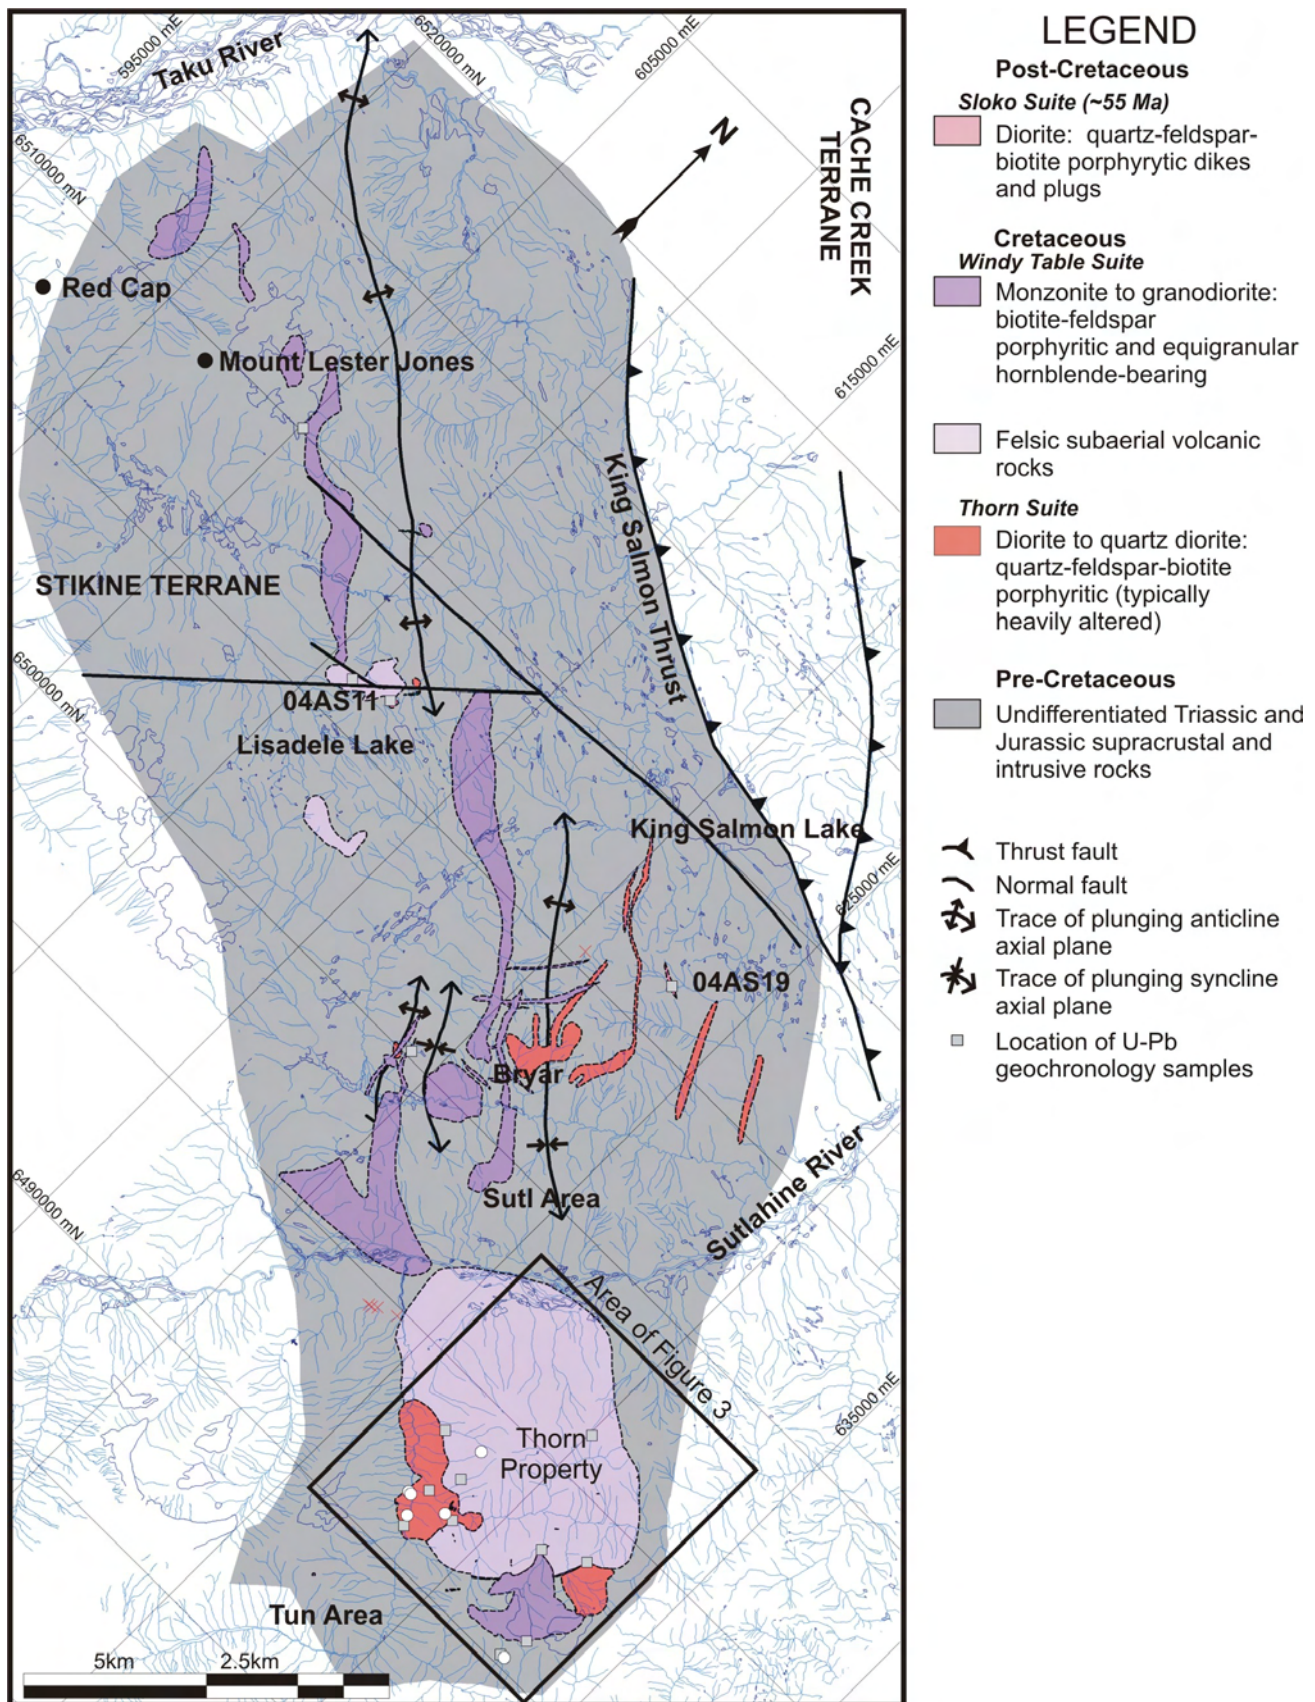 595000 mE
Taku River
6520000 mN
605000 mE
N
CACHE CREEK
TERRANE
6510000 mN
Red Cap
Mount Lester Jones
615000 mE
King Salmon Thrust
STIKINE TERRANE
6500000 mN
04AS11
Lisadele Lake
King Salmon Lake
625000 mE
04AS19
Bryar
Sutl Area
Sutlahine River
6490000 mN
Area of Figure 3
635000 mE
Thorn
Property
Tun Area
5km
2.5km
LEGEND
Post-Cretaceous
Sloko Suite (~55 Ma)
Diorite: quartz-feldspar-
biotite porphyrytic dikes
and plugs
Cretaceous
Windy Table Suite
Monzonite to granodiorite:
biotite-feldspar
porphyritic and equigranular
hornblende-bearing
Felsic subaerial volcanic
rocks
Thorn Suite
Diorite to quartz diorite:
quartz-feldspar-biotite
porphyritic (typically
heavily altered)
Pre-Cretaceous
Undifferentiated Triassic and
Jurassic supracrustal and
intrusive rocks
Thrust fault
Normal fault
Trace of plunging anticline
axial plane
Trace of plunging syncline
axial plane
Location of U-Pb
geochronology samples